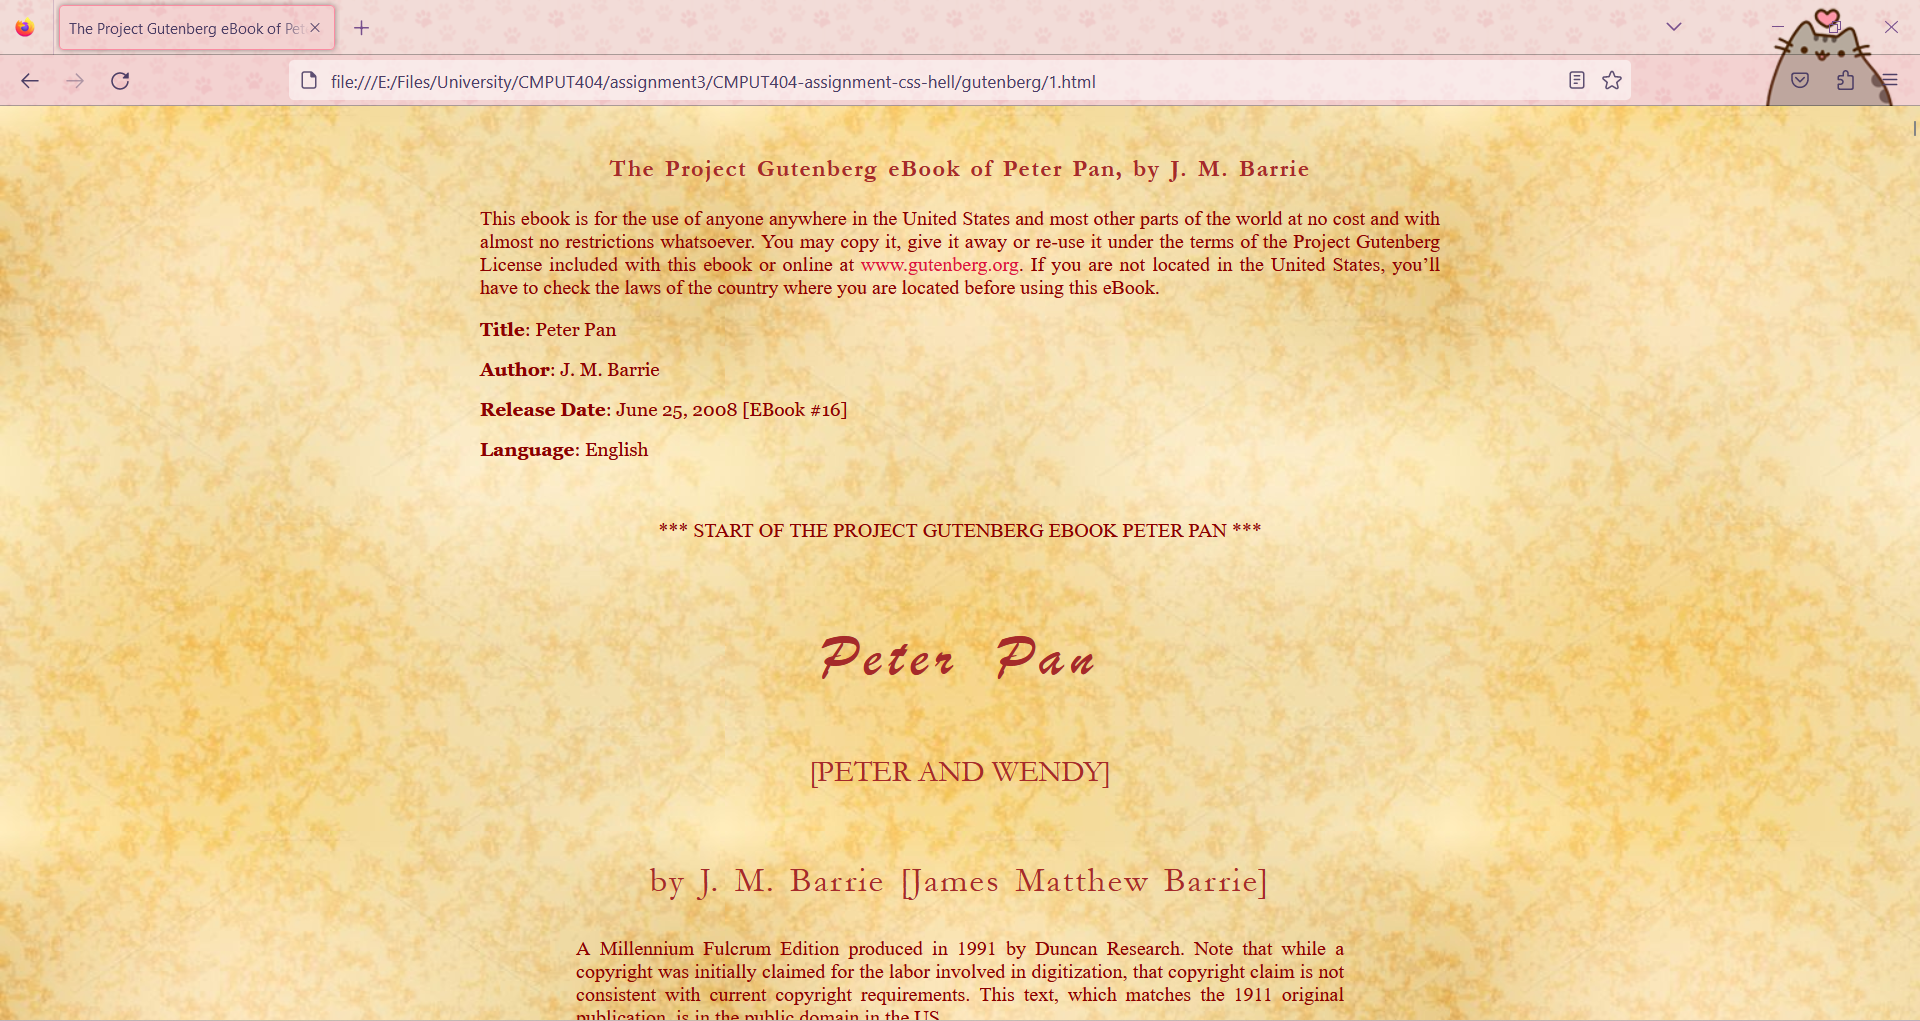 The Project Gutenberg eBook of Pet
file:///E:/Files/University/CMPUT404/assignment3/CMPUT404-assignment-css-hell/gutenberg/1.html
The Project Gutenberg eBook of Peter Pan, by J. M. Barrie
This ebook is for the use of anyone anywhere in the United States and most other parts of the world at no cost and with
almost no restrictions whatsoever. You may copy it, give it away or re-use it under the terms of the Project Gutenberg
License included with this ebook or online at www.gutenberg.org. If you are not located in the United States, you’ll
have to check the laws of the country where you are located before using this eBook.
Title: Peter Pan
Author: J. M. Barrie
Release Date: June 25, 2008 [EBook #16]
Language: English
*** START OF THE PROJECT GUTENBERG EBOOK PETER PAN ***
Peter Pan
[PETER AND WENDY]
by J. M. Barrie [James Matthew Barrie]
A Millennium Fulcrum Edition produced in 1991 by Duncan Research. Note that while a
copyright was initially claimed for the labor involved in digitization, that copyright claim is not
consistent with current copyright requirements. This text, which matches the 1911 original
publication, is in the public domain in the US.